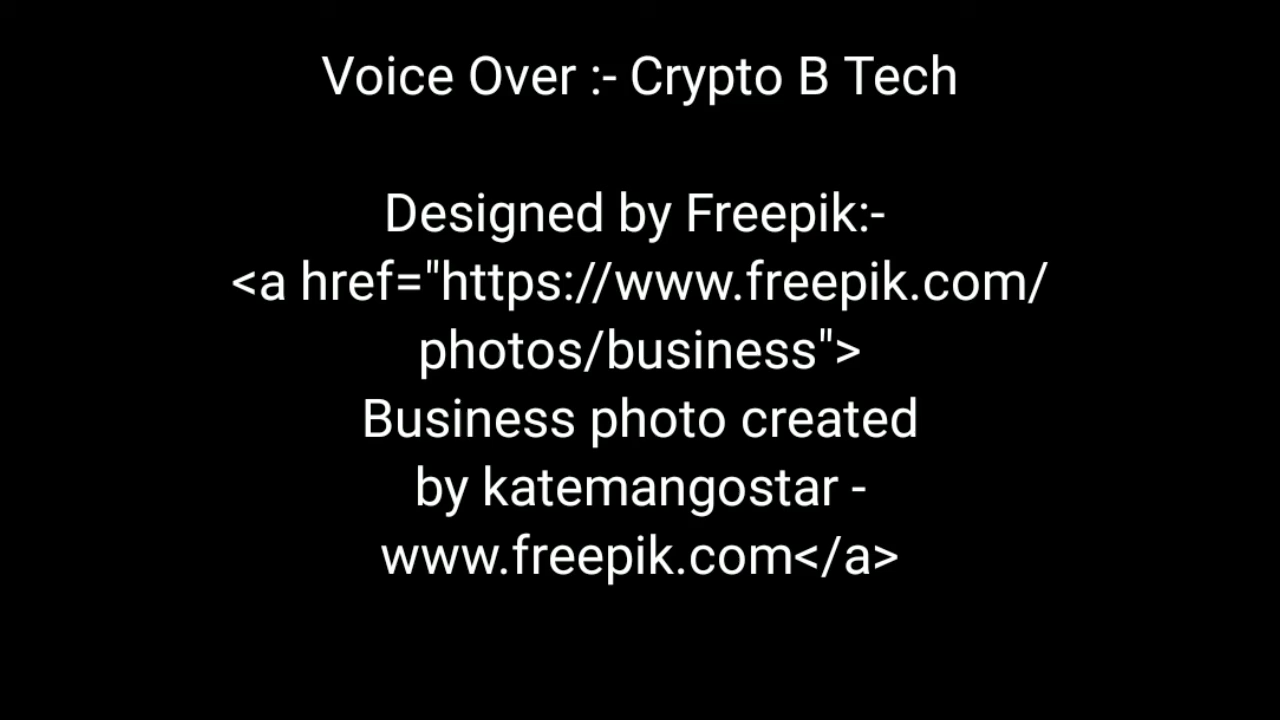 Voice Over :- Crypto B Tech
Designed by Freepik:-
<a href="https://www.freepik.com/
photos/business">
Business photo created
by katemangostar -
www.freepik.com</a>